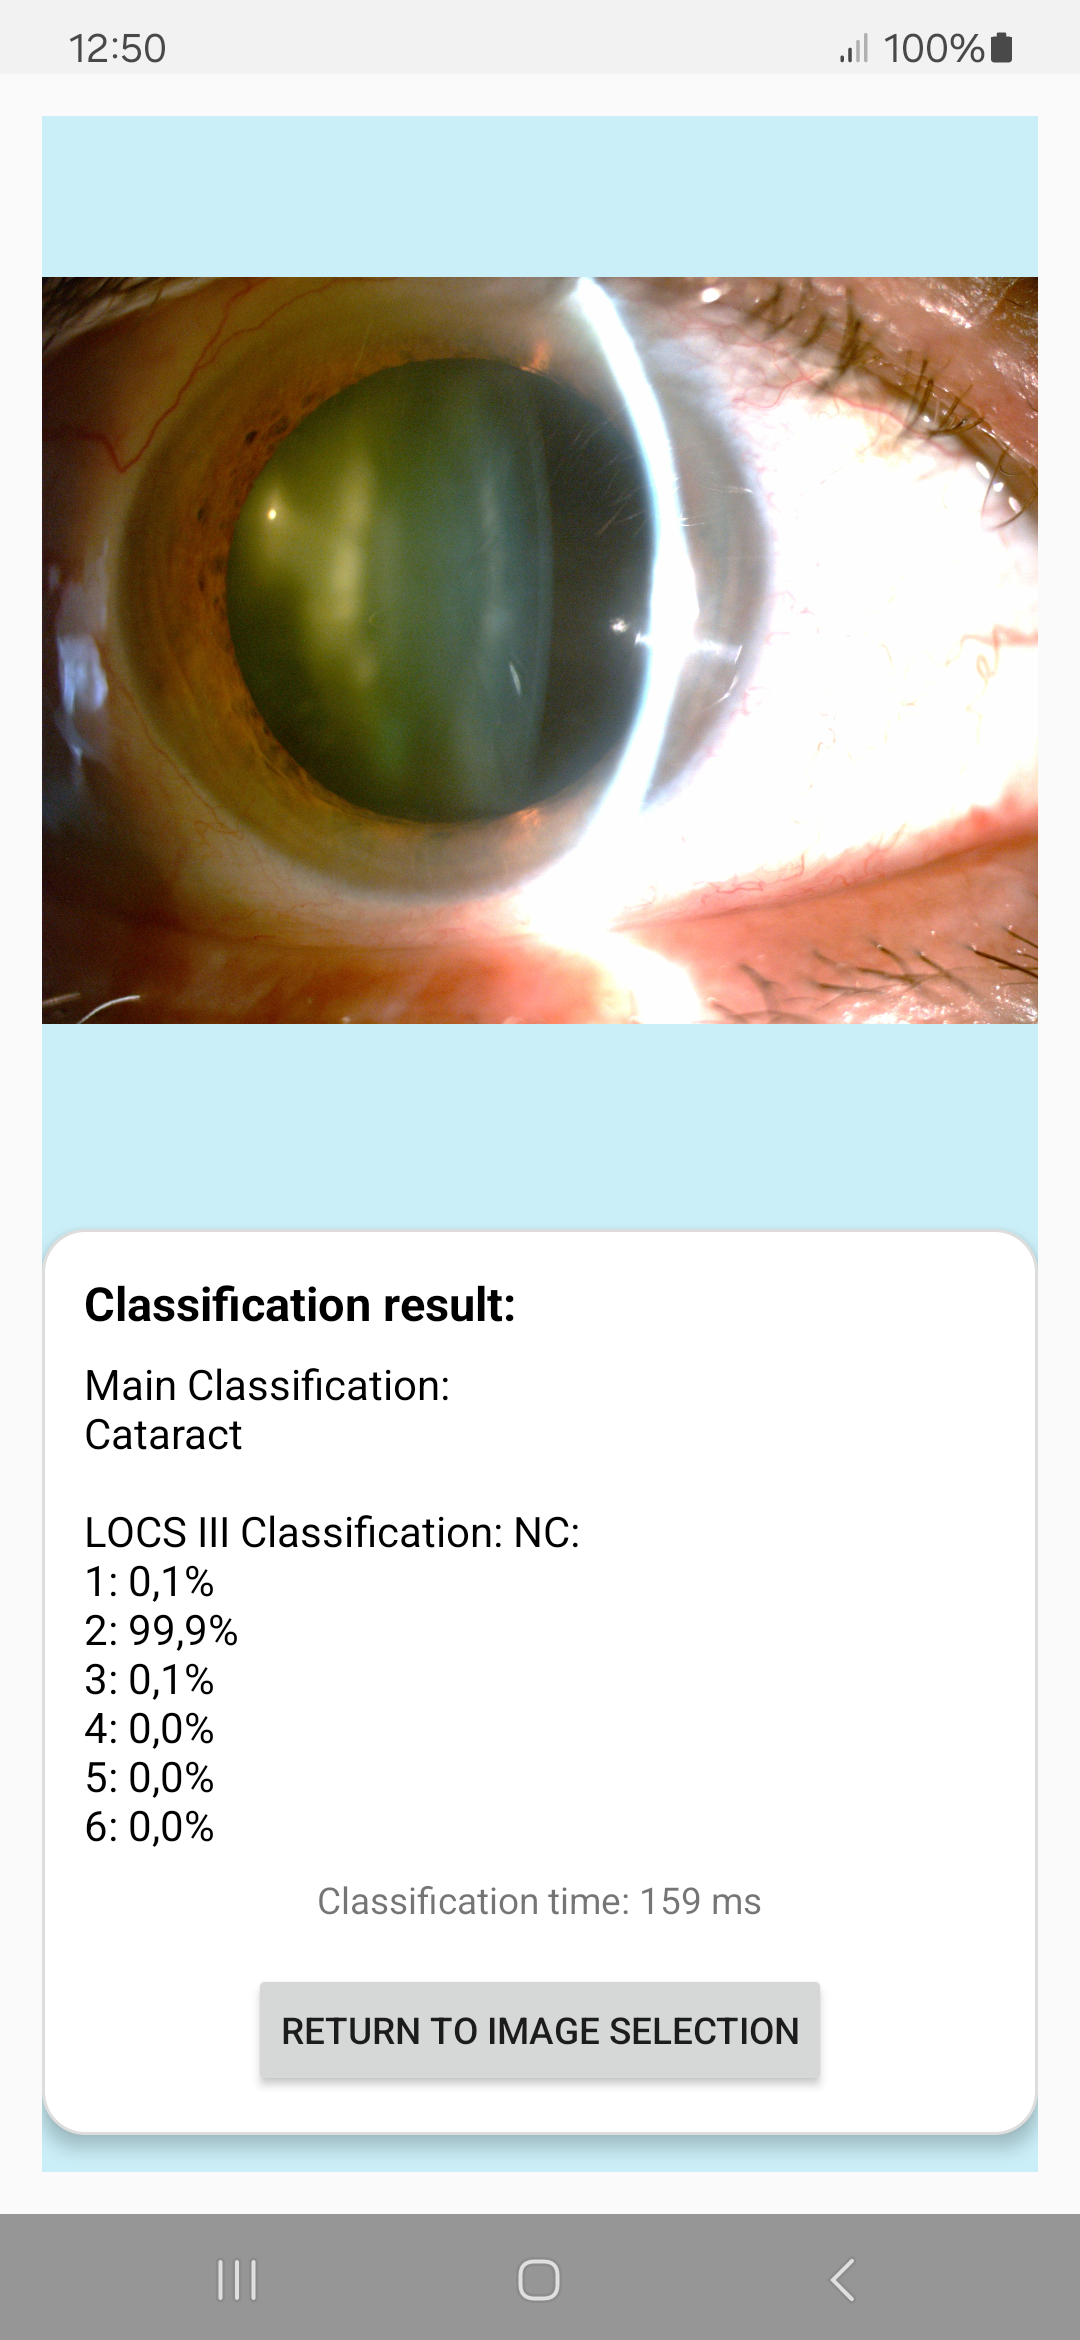 12:50
100%
Classification result:
Main Classification:
Cataract
LOCS III Classification: NC:
1: 0,1%
2: 99,9%
3: 0,1%
4: 0,0%
5: 0,0%
6: 0,0%
Classification time: 159 ms
RETURN TO IMAGE SELECTION